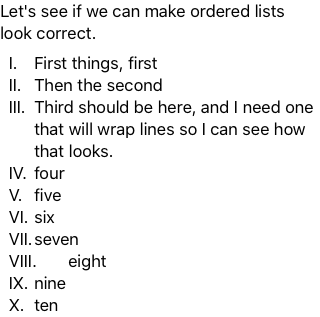 Let's see if we can make ordered lists
look correct.
I. First things, first
II. Then the second
III. Third should be here, and I need one
that will wrap lines so I can see how
that looks.
IV. four
V. five
VI. six
VII. seven
VIII. eight
IX. nine
X. ten